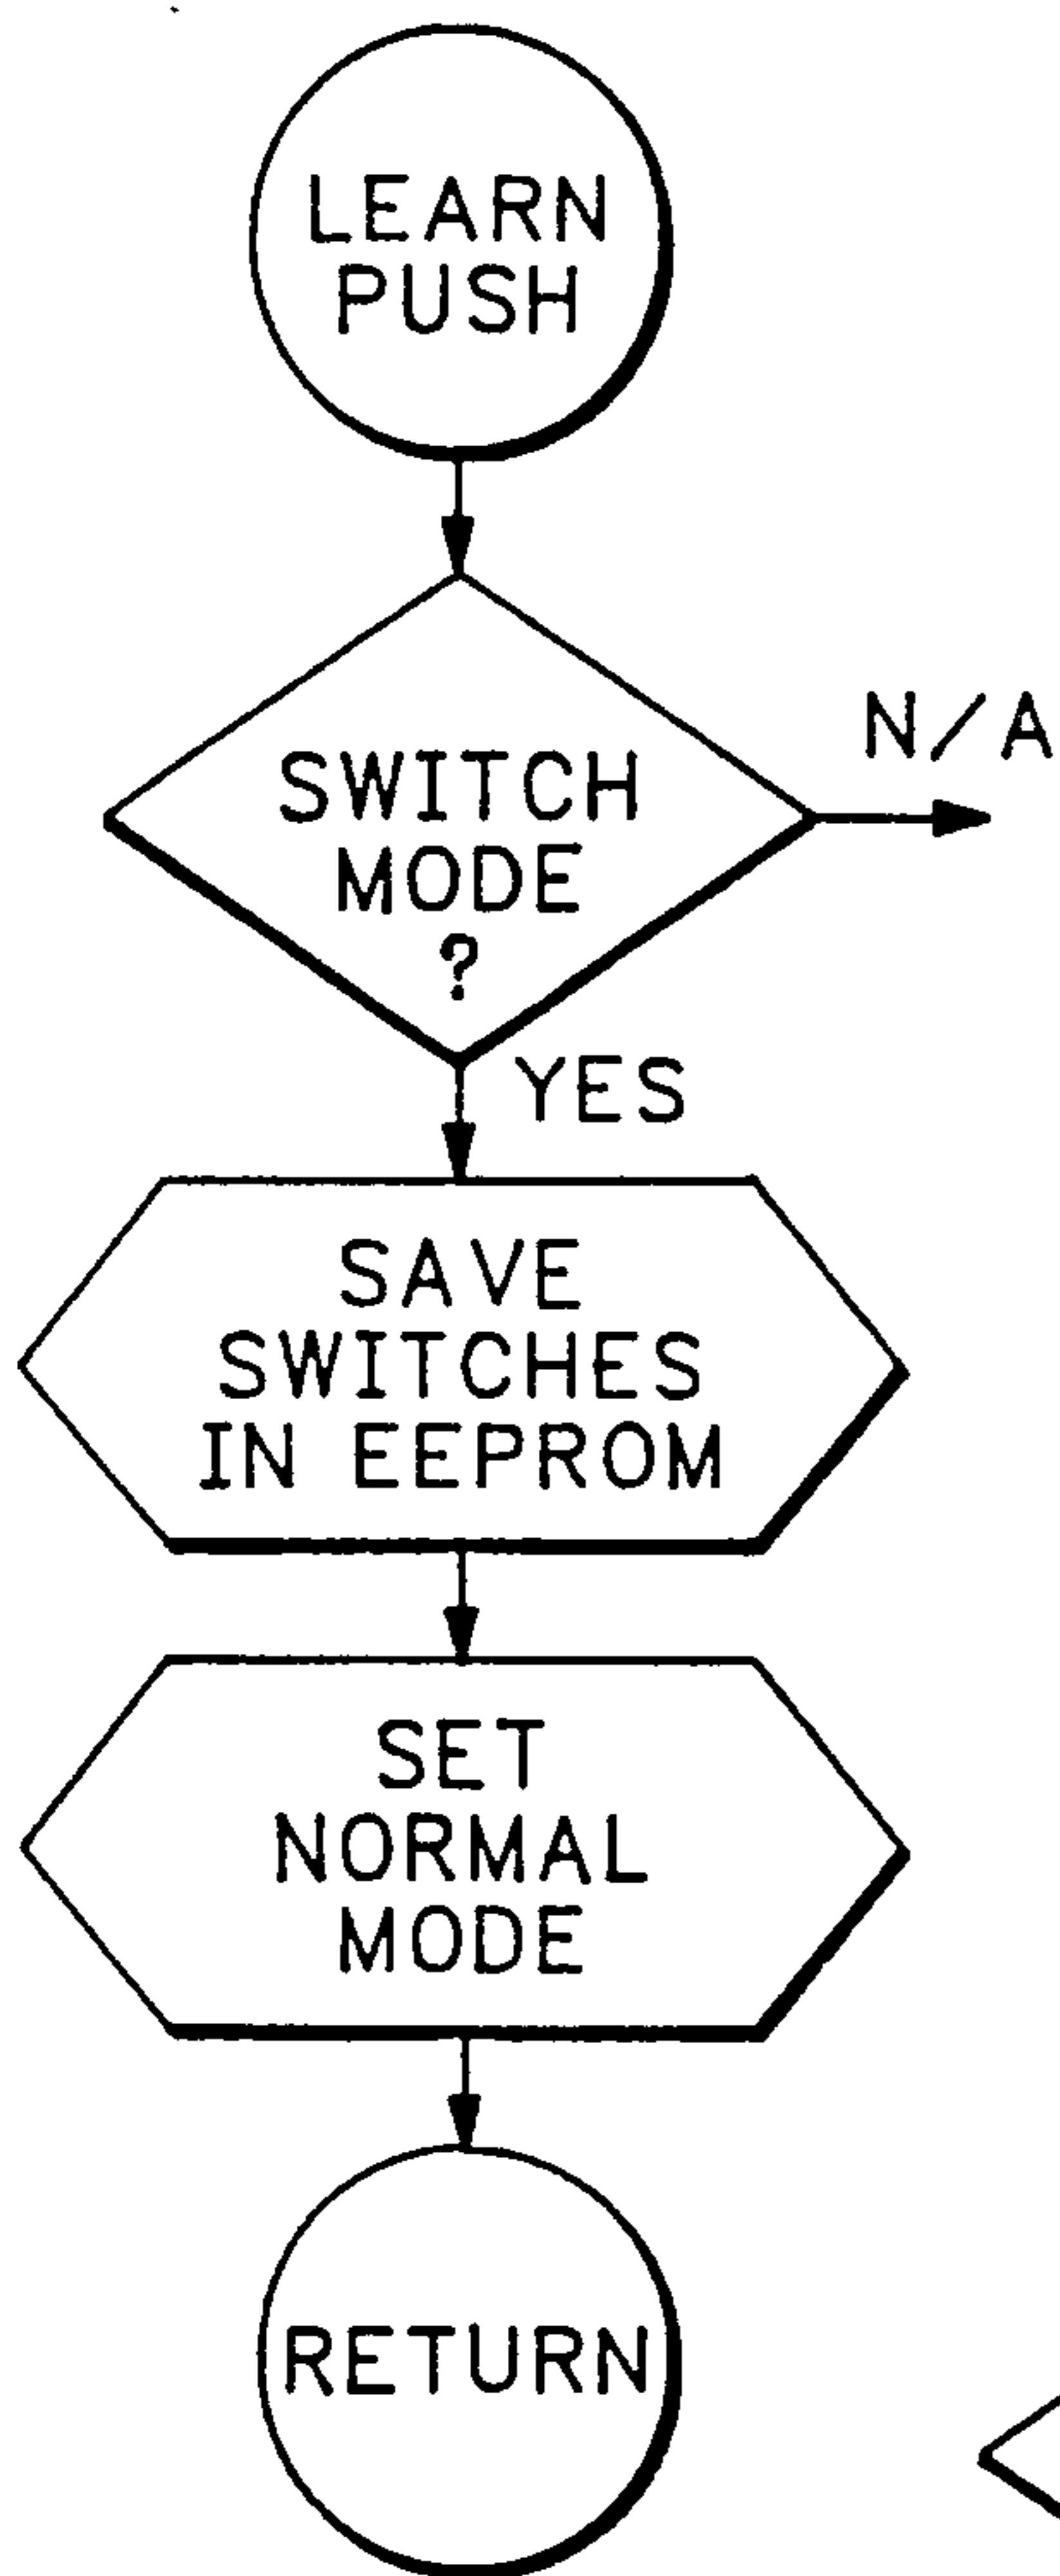 LEARN
PUSH
SWITCH
MODE
?
N/A
YES
SAVE
SWITCHES
IN EEPROM
SET
NORMAL
MODE
RETURN